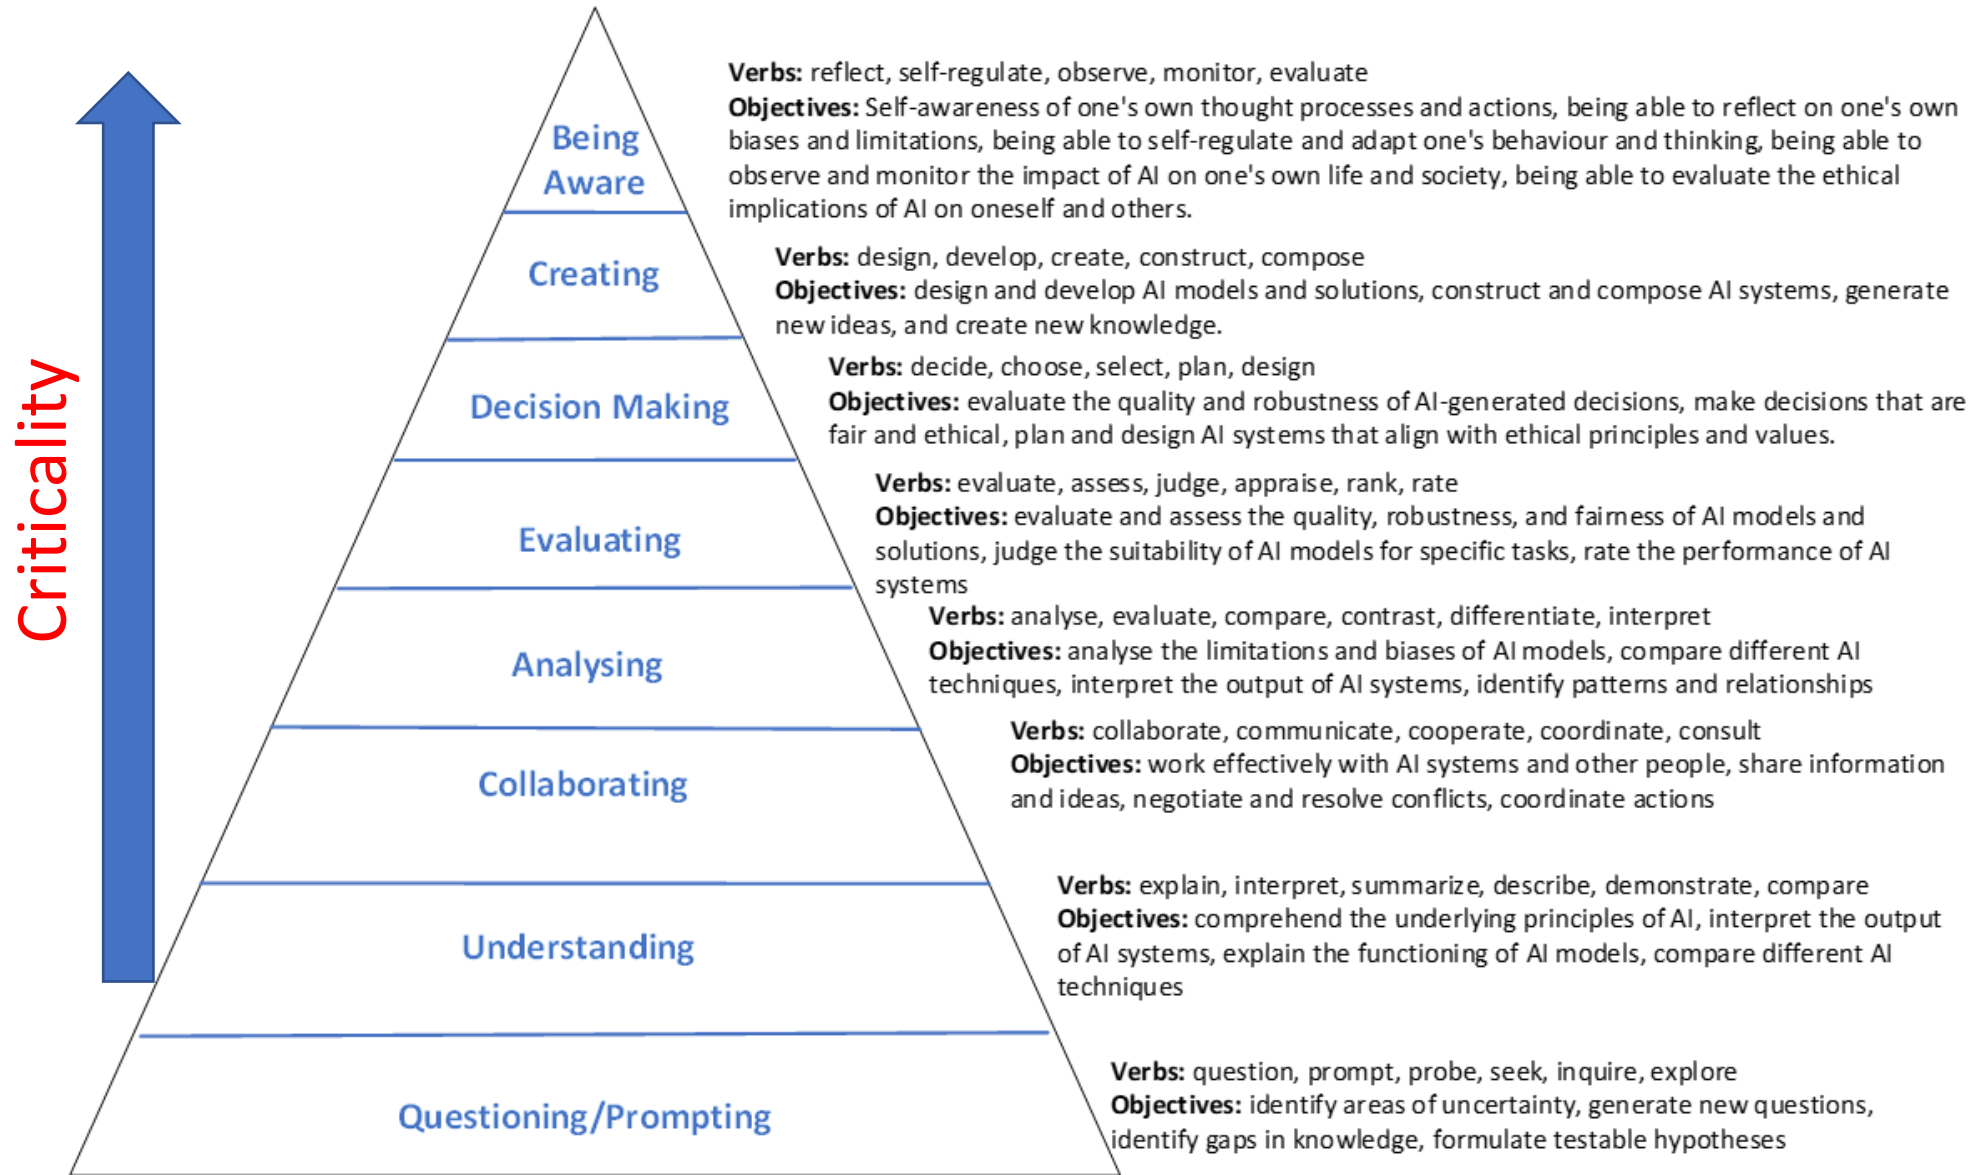 Criticality
Being
Aware
Verbs: reflect, self-regulate, observe, monitor, evaluate
Objectives: Self-awareness of one's own thought processes and actions, being able to reflect on one's own
biases and limitations, being able to self-regulate and adapt one's behaviour and thinking, being able to
observe and monitor the impact of AI on one's own life and society, being able to evaluate the ethical
implications of AI on oneself and others.
Creating
Verbs: design, develop, create, construct, compose
Objectives: design and develop AI models and solutions, construct and compose AI systems, generate
new ideas, and create new knowledge.
Decision Making
Verbs: decide, choose, select, plan, design
Objectives: evaluate the quality and robustness of AI-generated decisions, make decisions that are
fair and ethical, plan and design AI systems that align with ethical principles and values.
Evaluating
Verbs: evaluate, assess, judge, appraise, rank, rate
Objectives: evaluate and assess the quality, robustness, and fairness of AI models and
solutions, judge the suitability of AI models for specific tasks, rate the performance of AI
systems
Analysing
Verbs: analyse, evaluate, compare, contrast, differentiate, interpret
Objectives: analyse the limitations and biases of AI models, compare different AI
techniques, interpret the output of AI systems, identify patterns and relationships
Collaborating
Verbs: collaborate, communicate, cooperate, coordinate, consult
Objectives: work effectively with AI systems and other people, share information
and ideas, negotiate and resolve conflicts, coordinate actions
Understanding
Verbs: explain, interpret, summarize, describe, demonstrate, compare
Objectives: comprehend the underlying principles of AI, interpret the output
of AI systems, explain the functioning of AI models, compare different AI
techniques
Questioning/Prompting
Verbs: question, prompt, probe, seek, inquire, explore
Objectives: identify areas of uncertainty, generate new questions,
identify gaps in knowledge, formulate testable hypotheses